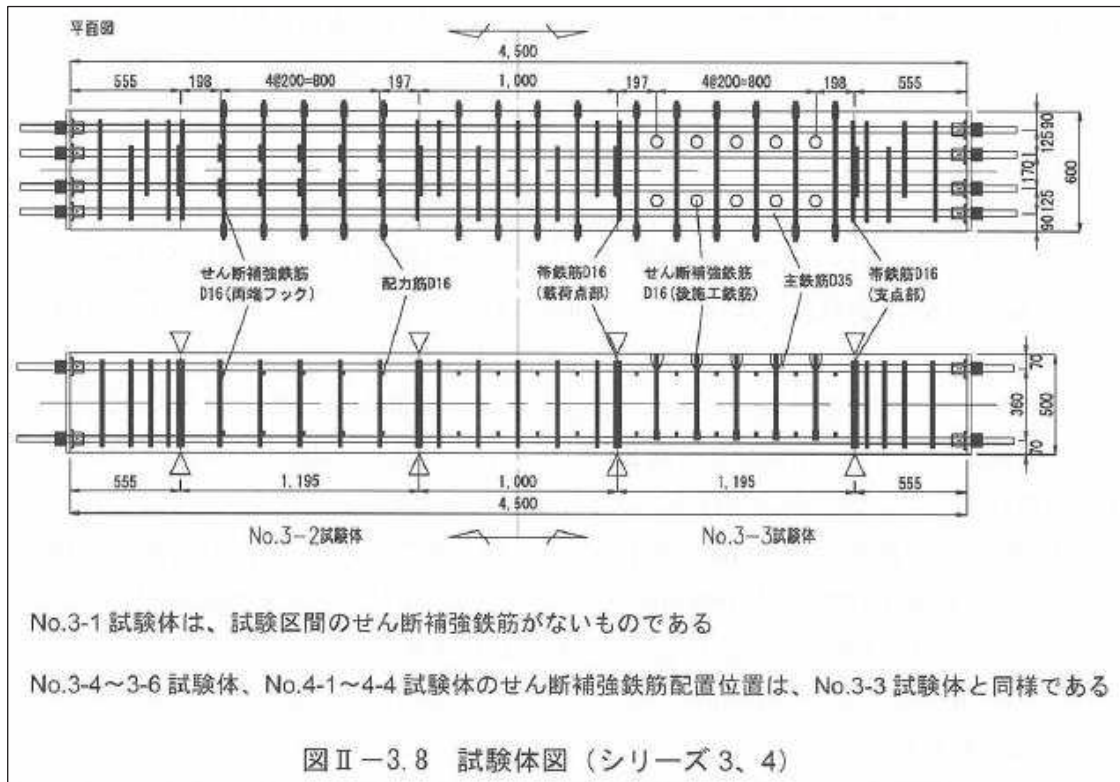 平面図
4,500
555 198 4@200=800 197 1,000 197 4@200=800 198 555
90
125
170
125
90
600
せん断補強鉄筋
D16(両端フック)
配力筋D16
帯鉄筋D16
(載荷点部)
せん断補強鉄筋
D16(後施工鉄筋)
主鉄筋D35
帯鉄筋D16
(支点部)
70
360
70
500
555 1,195 1,000 1,195 555
4,500
No.3-2試験体
No.3-3試験体
No.3-1 試験体は、試験区間のせん断補強鉄筋がないものである
No.3-4～3-6 試験体、No.4-1～4-4 試験体のせん断補強鉄筋配置位置は、No.3-3 試験体と同様である
図Ⅱ－3.8 試験体図（シリーズ 3、4）